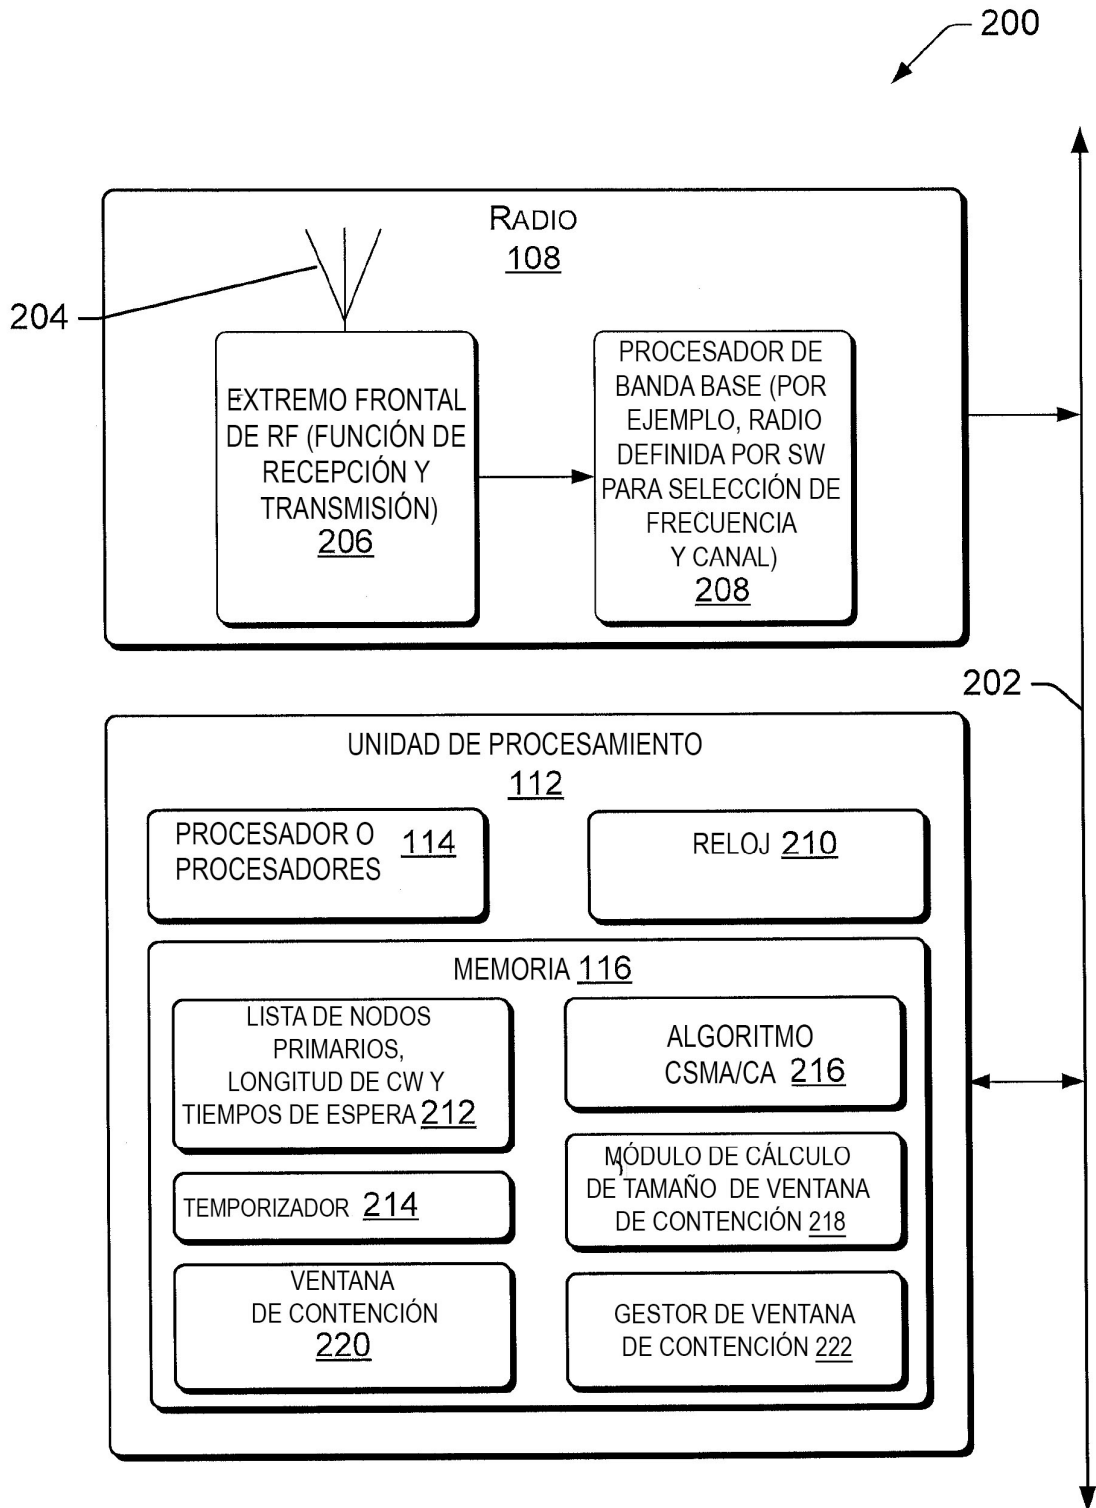 200
RADIO
108
204
EXTREMO FRONTAL
DE RF (FUNCIÓN DE
RECEPCIÓN Y
TRANSMISIÓN)
206
PROCESADOR DE
BANDA BASE (POR
EJEMPLO, RADIO
DEFINIDA POR SW
PARA SELECCIÓN DE
FRECUENCIA
Y CANAL)
208
202
UNIDAD DE PROCESAMIENTO
112
PROCESADOR O
PROCESADORES 114
RELOJ 210
MEMORIA 116
LISTA DE NODOS
PRIMARIOS,
LONGITUD DE CW Y
TIEMPOS DE ESPERA 212
ALGORITMO
CSMA/CA 216
TEMPORIZADOR 214
MÓDULO DE CÁLCULO
DE TAMAÑO DE VENTANA
DE CONTENCIÓN 218
VENTANA
DE CONTENCIÓN
220
GESTOR DE VENTANA
DE CONTENCIÓN 222